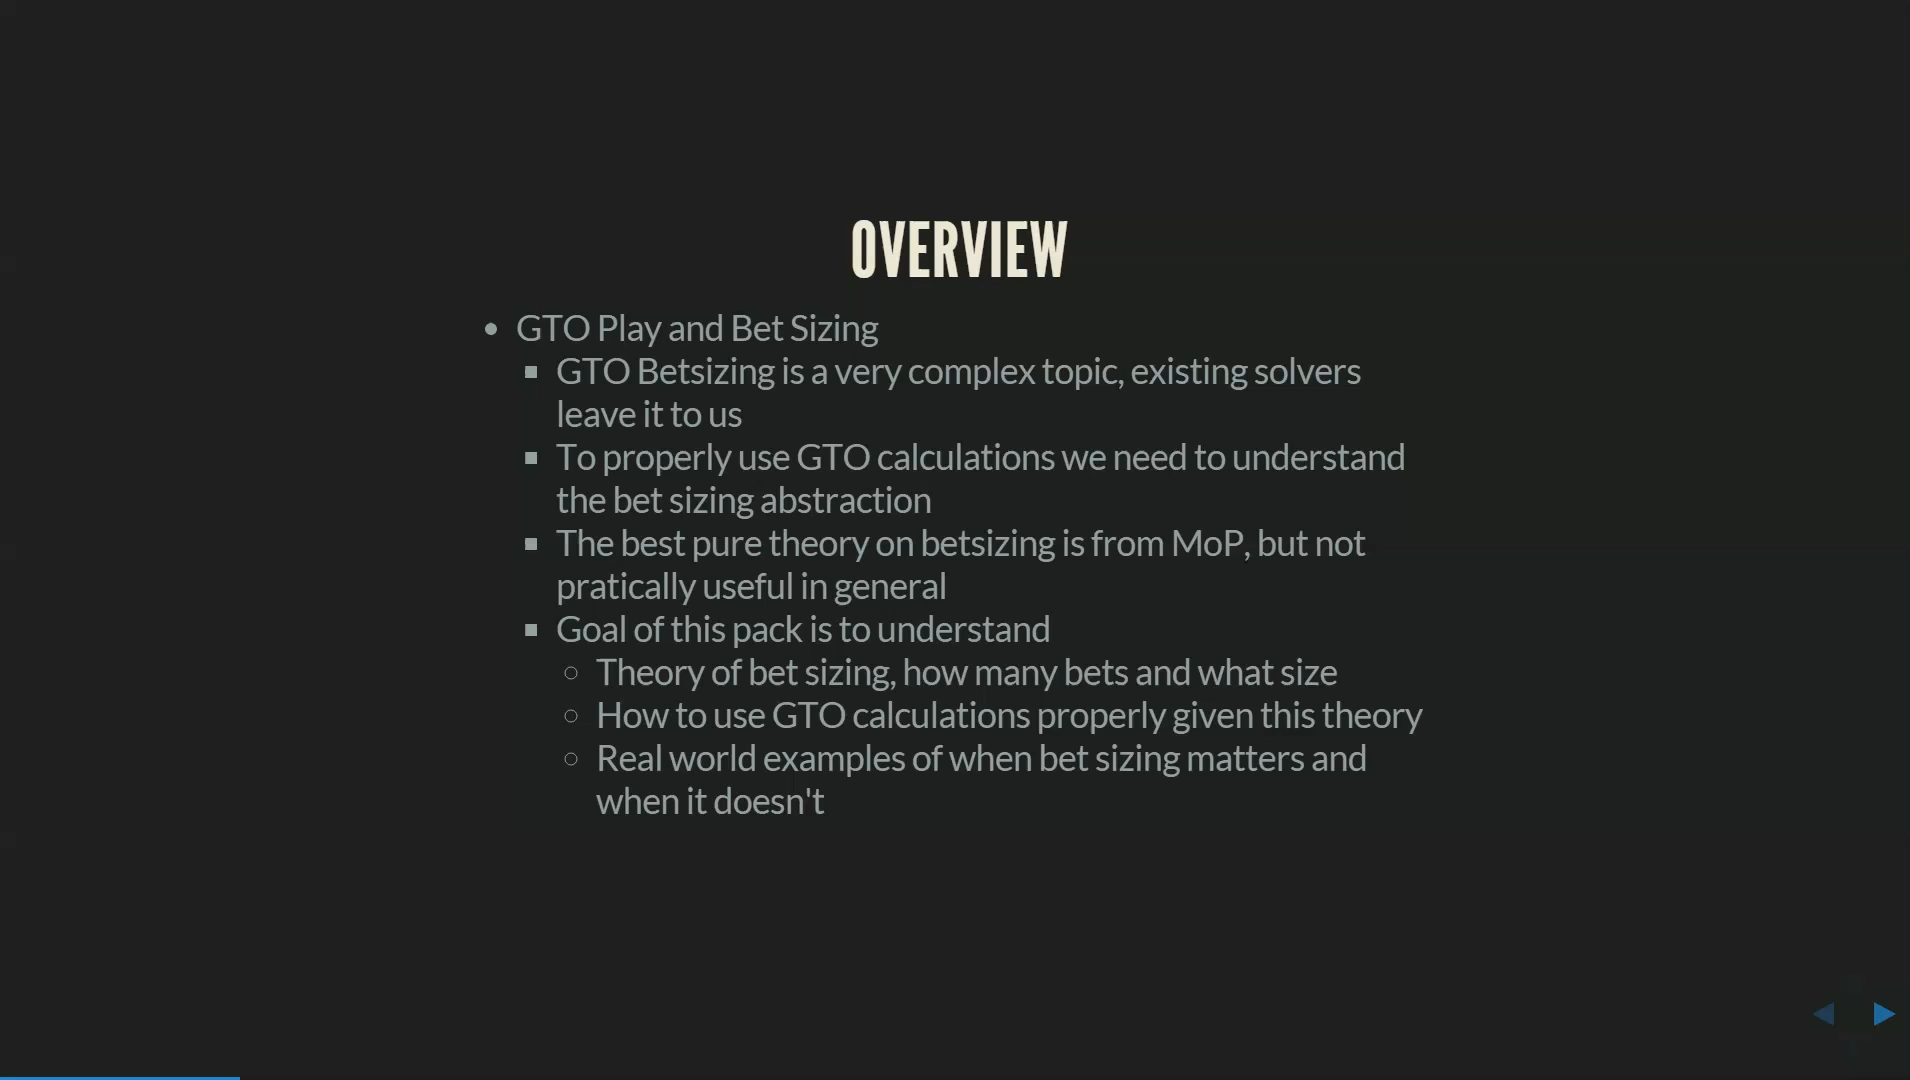 OVERVIEW
GTO Play and Bet Sizing
GTO Betsizing is a very complex topic, existing solvers
leave it to us
To properly use GTO calculations we need to understand
the bet sizing abstraction
The best pure theory on betsizing is from MoP, but not
pratically useful in general
Goal of this pack is to understand
Theory of bet sizing, how many bets and what size
How to use GTO calculations properly given this theory
Real world examples of when bet sizing matters and
when it doesn't